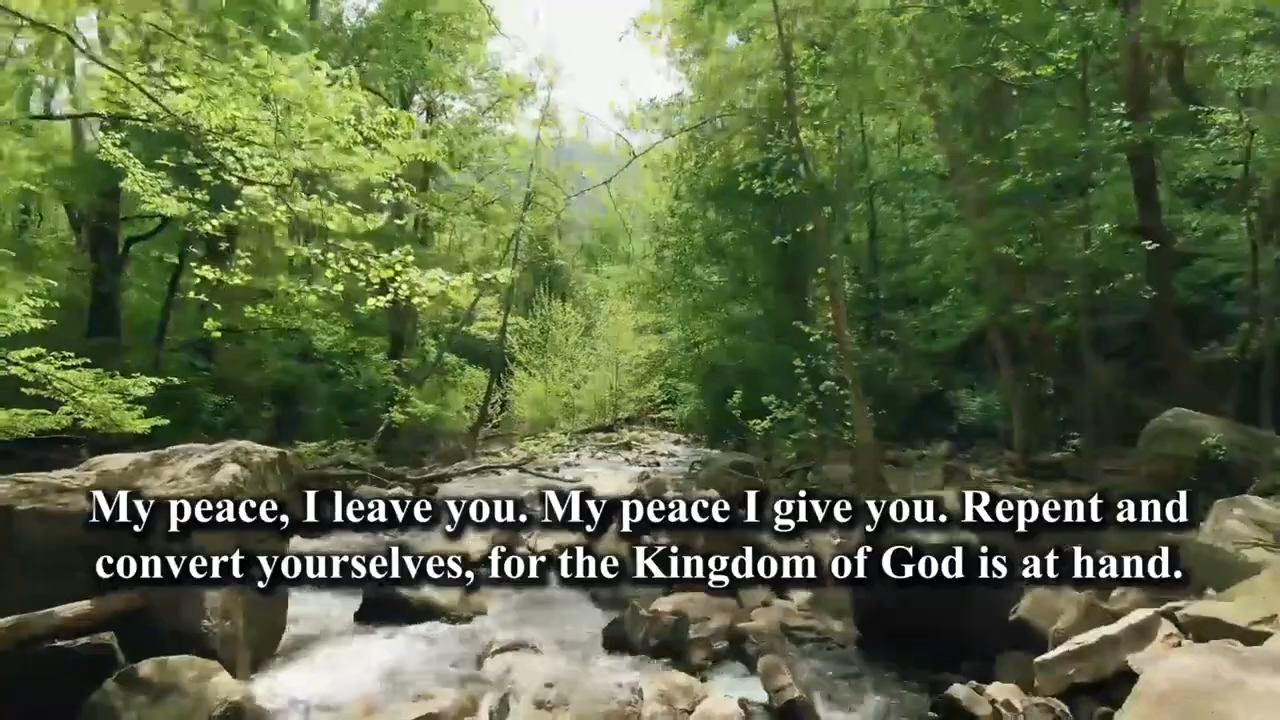 My peace, I leave you. My peace I give you. Repent and
convert yourselves, for the Kingdom of God is at hand.